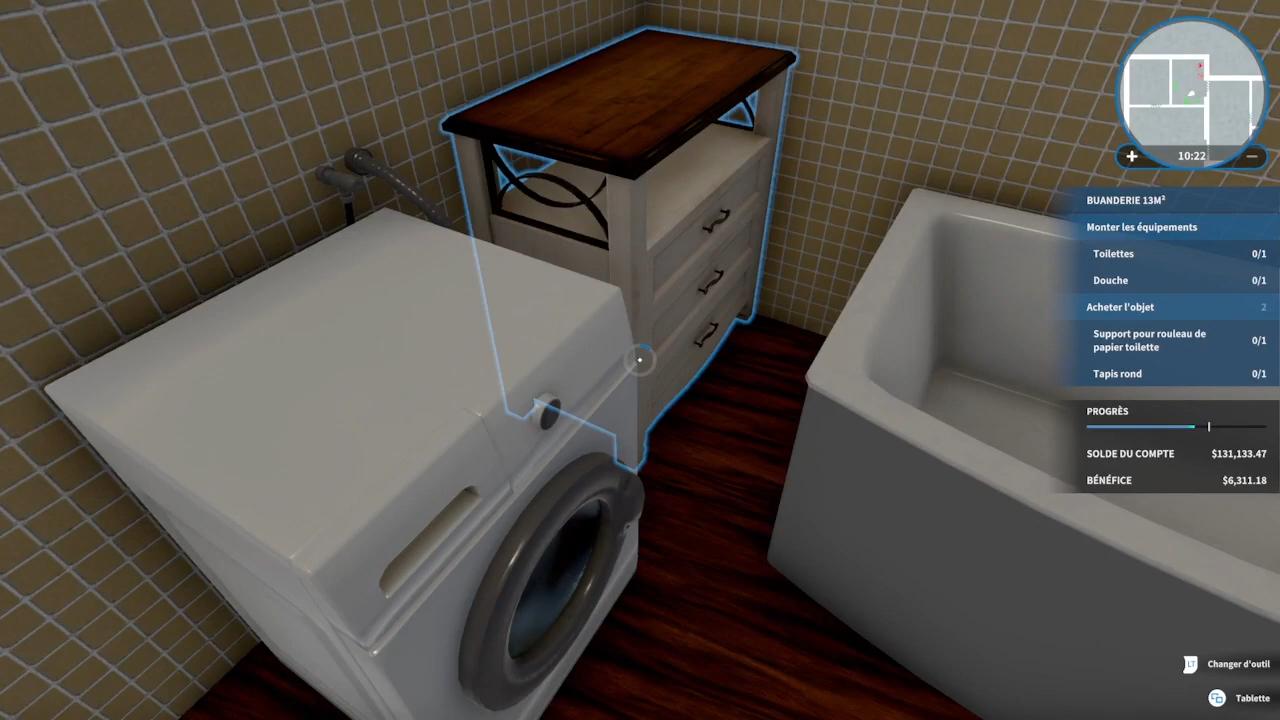 10:22
BUANDERIE 13M²
Monter les équipements
Toilettes 0/1
Douche 0/1
Acheter l'objet 2
Support pour rouleau de
papier toilette 0/1
Tapis rond 0/1
PROGRÈS
SOLDE DU COMPTE $131,133.47
BÉNÉFICE $6,311.18
LT Changer d'outil
Tablette